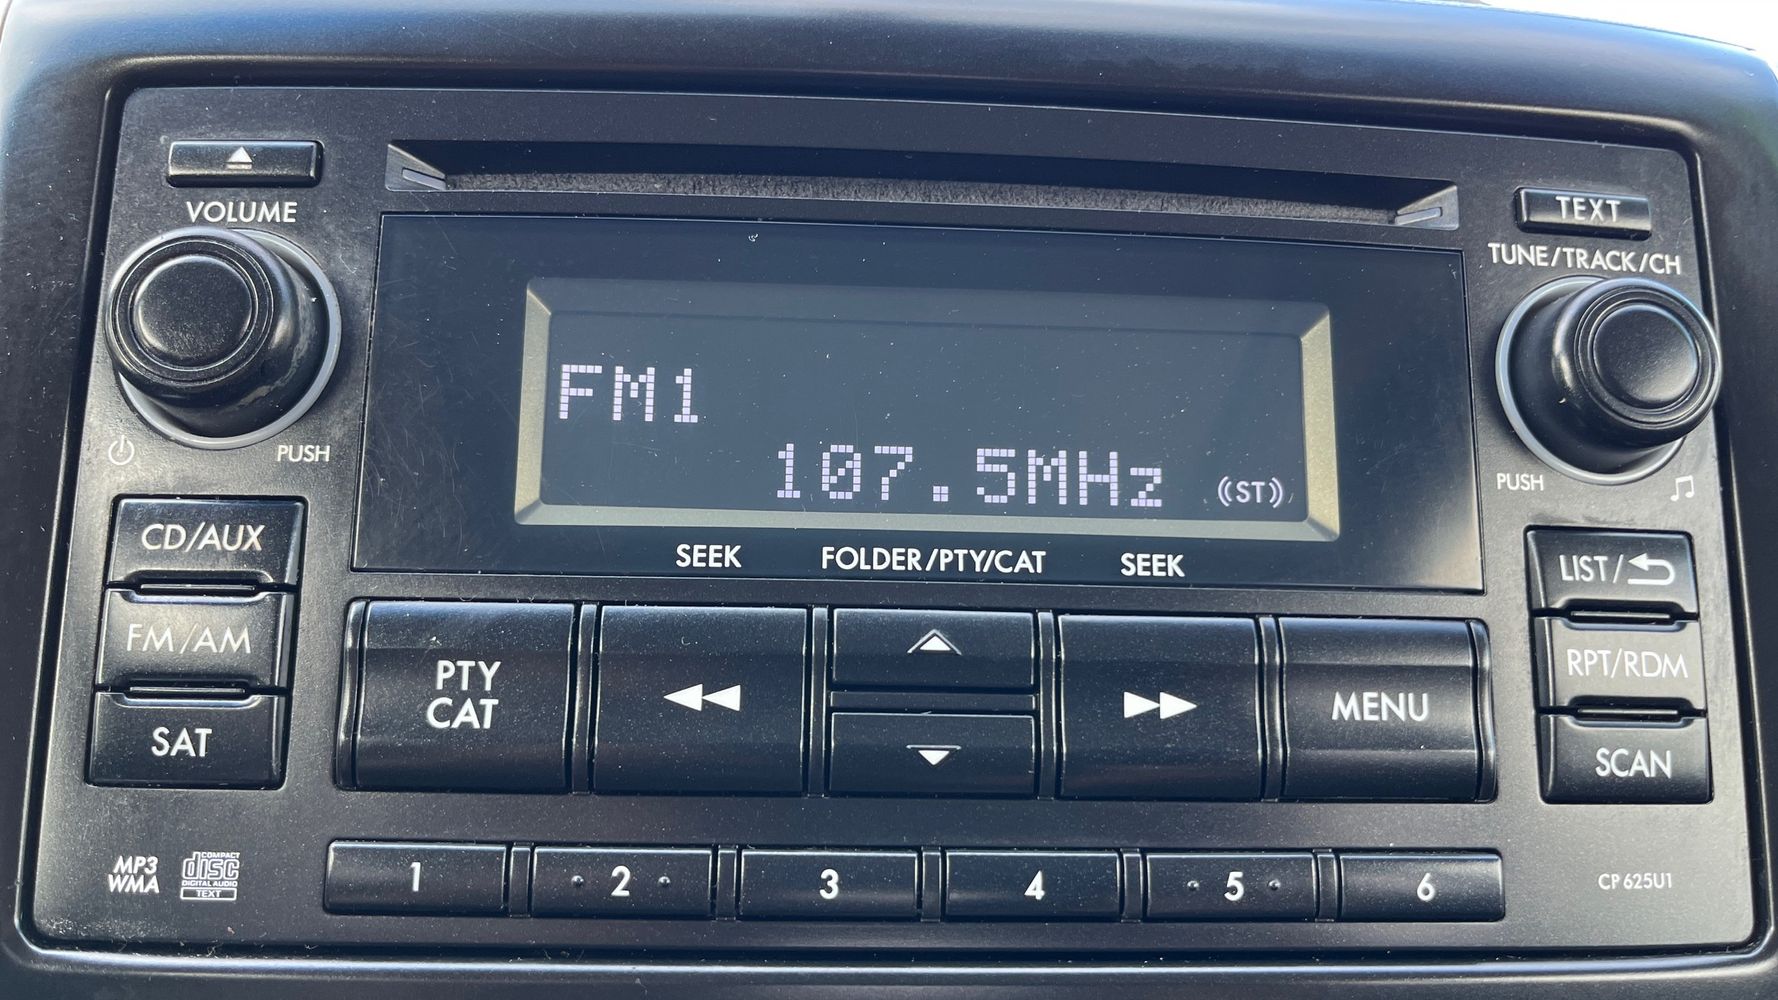 VOLUME
TEXT
TUNE/TRACK/CH
FM1
107.5MHz
((ST))
PUSH
PUSH
SEEK
FOLDER/PTY/CAT
SEEK
CD/AUX
FM/AM
SAT
PTY
CAT
MENU
LIST/
RPT/RDM
SCAN
MP3
WMA
COMPACT
disc
DIGITAL AUDIO
TEXT
1
2
3
4
5
6
CP 625U1